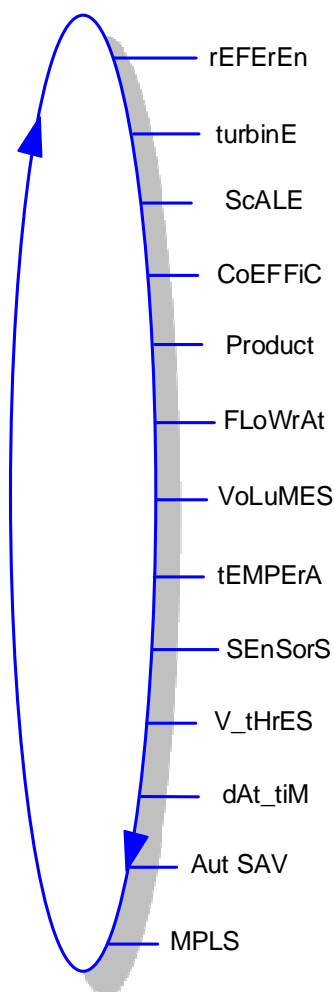 rEFErEn
turbinE
ScALE
CoEFFiC
Product
FLoWrAt
VoLuMES
tEMPErA
SEnSorS
V_tHrES
dAt_tiM
Aut SAV
MPLS